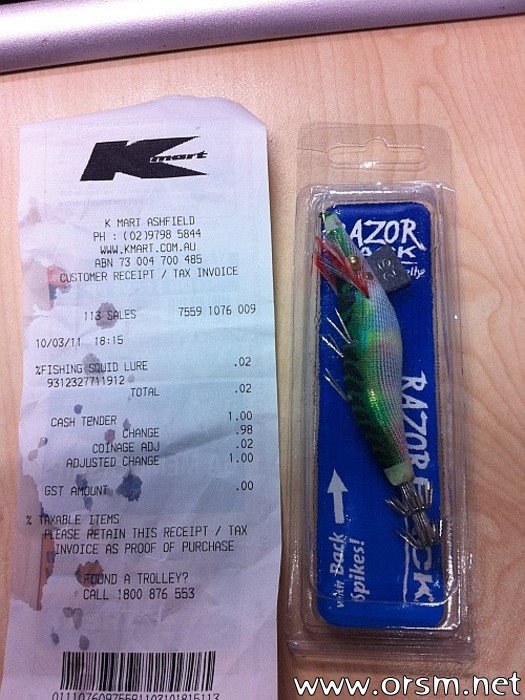 K mart
K MART ASHFIELD
PH : (02)9798 5844
WWW.KMART.COM.AU
ABN 73 004 700 485
CUSTOMER RECEIPT / TAX INVOICE
113 SALES 7559 1076 009
10/03/11 18:15
%FISHING SQUID LURE .02
9312327711912
TOTAL .02
CASH TENDER 1.00
CHANGE .98
COINAGE ADJ .02
ADJUSTED CHANGE 1.00
GST AMOUNT .00
% TAXABLE ITEMS
PLEASE RETAIN THIS RECEIPT / TAX
INVOICE AS PROOF OF PURCHASE
FOUND A TROLLEY?
CALL 1800 876 553
RAZOR
RAZOR
with Back
spikes!
www.orsm.net